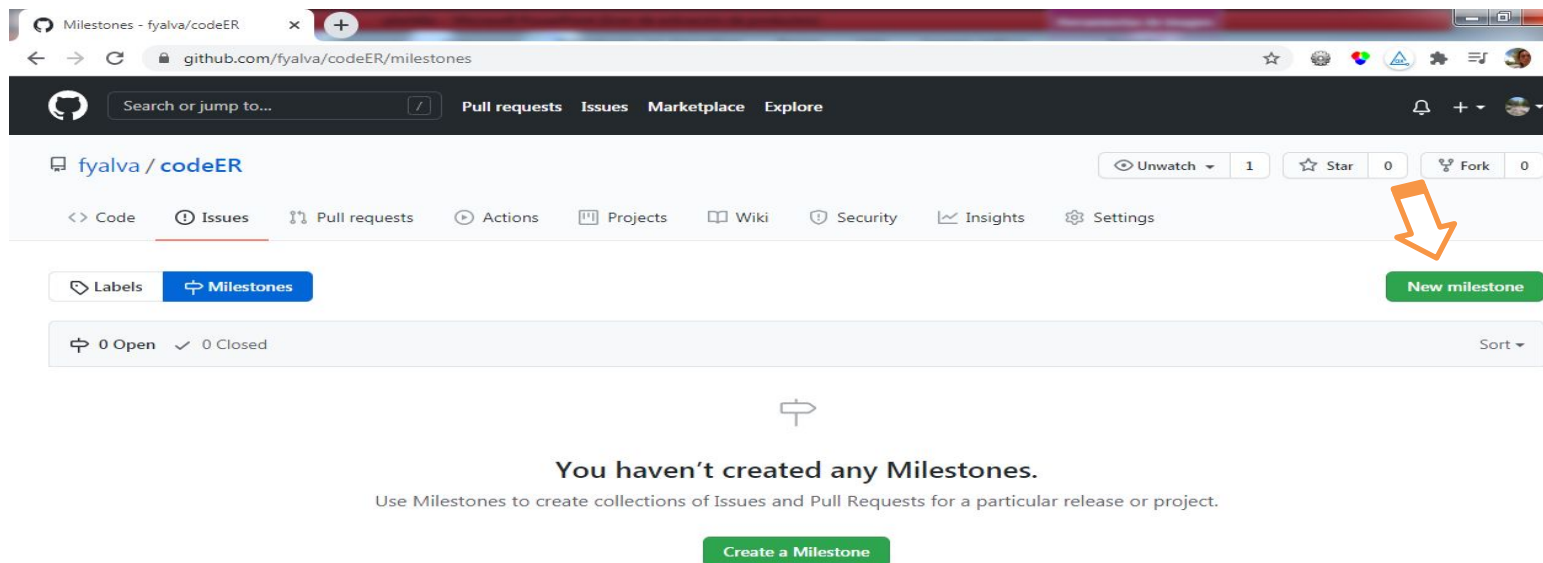 Milestones - fyalva/codeER
github.com/fyalva/codeER/milestones
Search or jump to... / Pull requests Issues Marketplace Explore
fyalva / codeER Unwatch 1 Star 0 Fork 0
Code Issues Pull requests Actions Projects Wiki Security Insights Settings
Labels Milestones New milestone
0 Open 0 Closed Sort
You haven't created any Milestones.
Use Milestones to create collections of Issues and Pull Requests for a particular release or project.
Create a Milestone